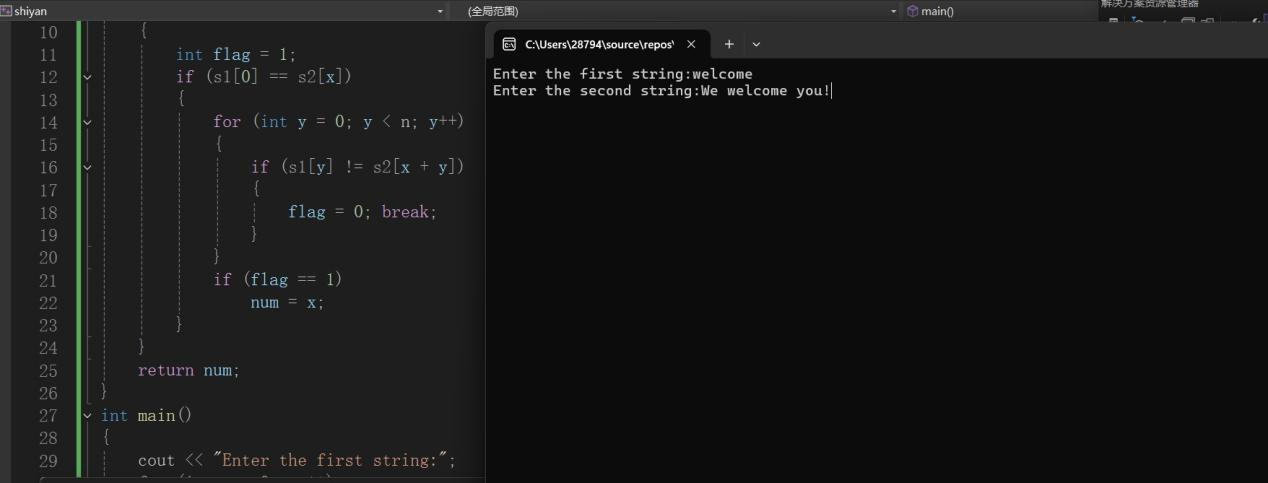 shiyan (全局范围) main() 解决方案资源管理器
10 {
11 int flag = 1;
12 if (s1[0] == s2[x])
13 {
14 for (int y = 0; y < n; y++)
15 {
16 if (s1[y] != s2[x + y])
17 {
18 flag = 0; break;
19 }
20 }
21 if (flag == 1)
22 num = x;
23 }
24 }
25 return num;
26 }
27 int main()
28 {
29 cout << "Enter the first string:";
C:\Users\28794\source\repos\
Enter the first string:welcome
Enter the second string:We welcome you!